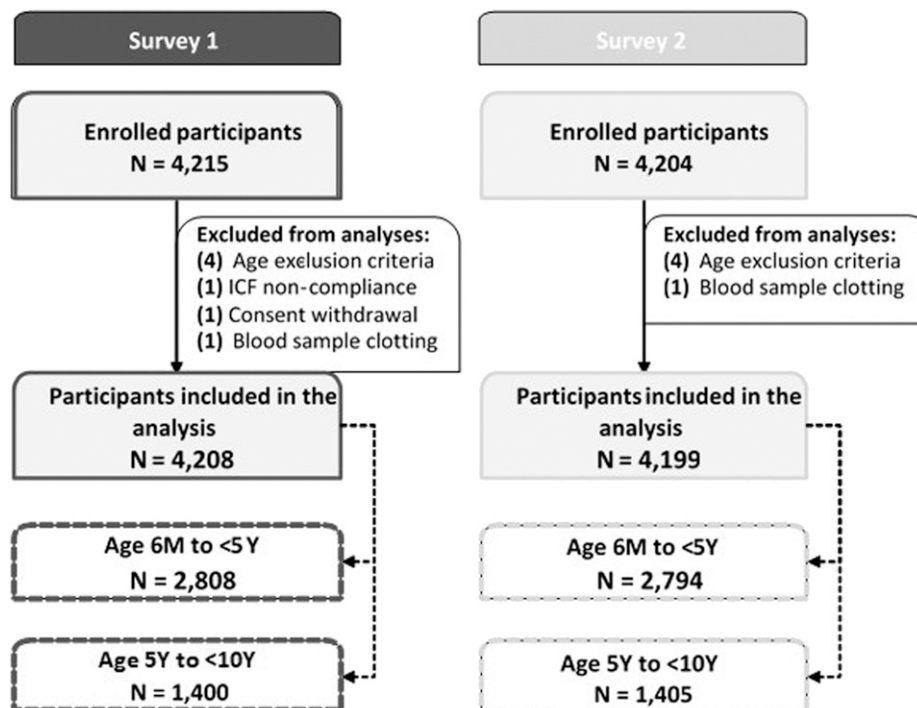 Survey 1
Enrolled participants
N = 4,215
Excluded from analyses:
(4) Age exclusion criteria
(1) ICF non-compliance
(1) Consent withdrawal
(1) Blood sample clotting
Participants included in the
analysis
N = 4,208
Age 6M to <5Y
N = 2,808
Age 5Y to <10Y
N = 1,400
Survey 2
Enrolled participants
N = 4,204
Excluded from analyses:
(4) Age exclusion criteria
(1) Blood sample clotting
Participants included in the
analysis
N = 4,199
Age 6M to <5Y
N = 2,794
Age 5Y to <10Y
N = 1,405